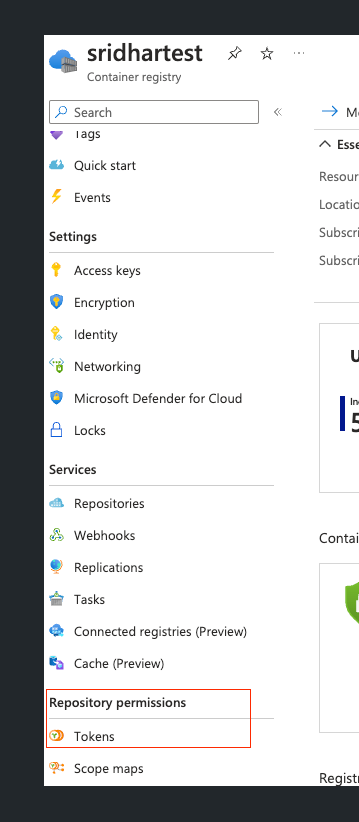 sridhartest
Container registry
Search
Tags
Quick start
Events
Settings
Access keys
Encryption
Identity
Networking
Microsoft Defender for Cloud
Locks
Services
Repositories
Webhooks
Replications
Tasks
Connected registries (Preview)
Cache (Preview)
Repository permissions
Tokens
Scope maps
Esse
Resour
Locatio
Subscri
Subscri
In
5
Contai
Registr